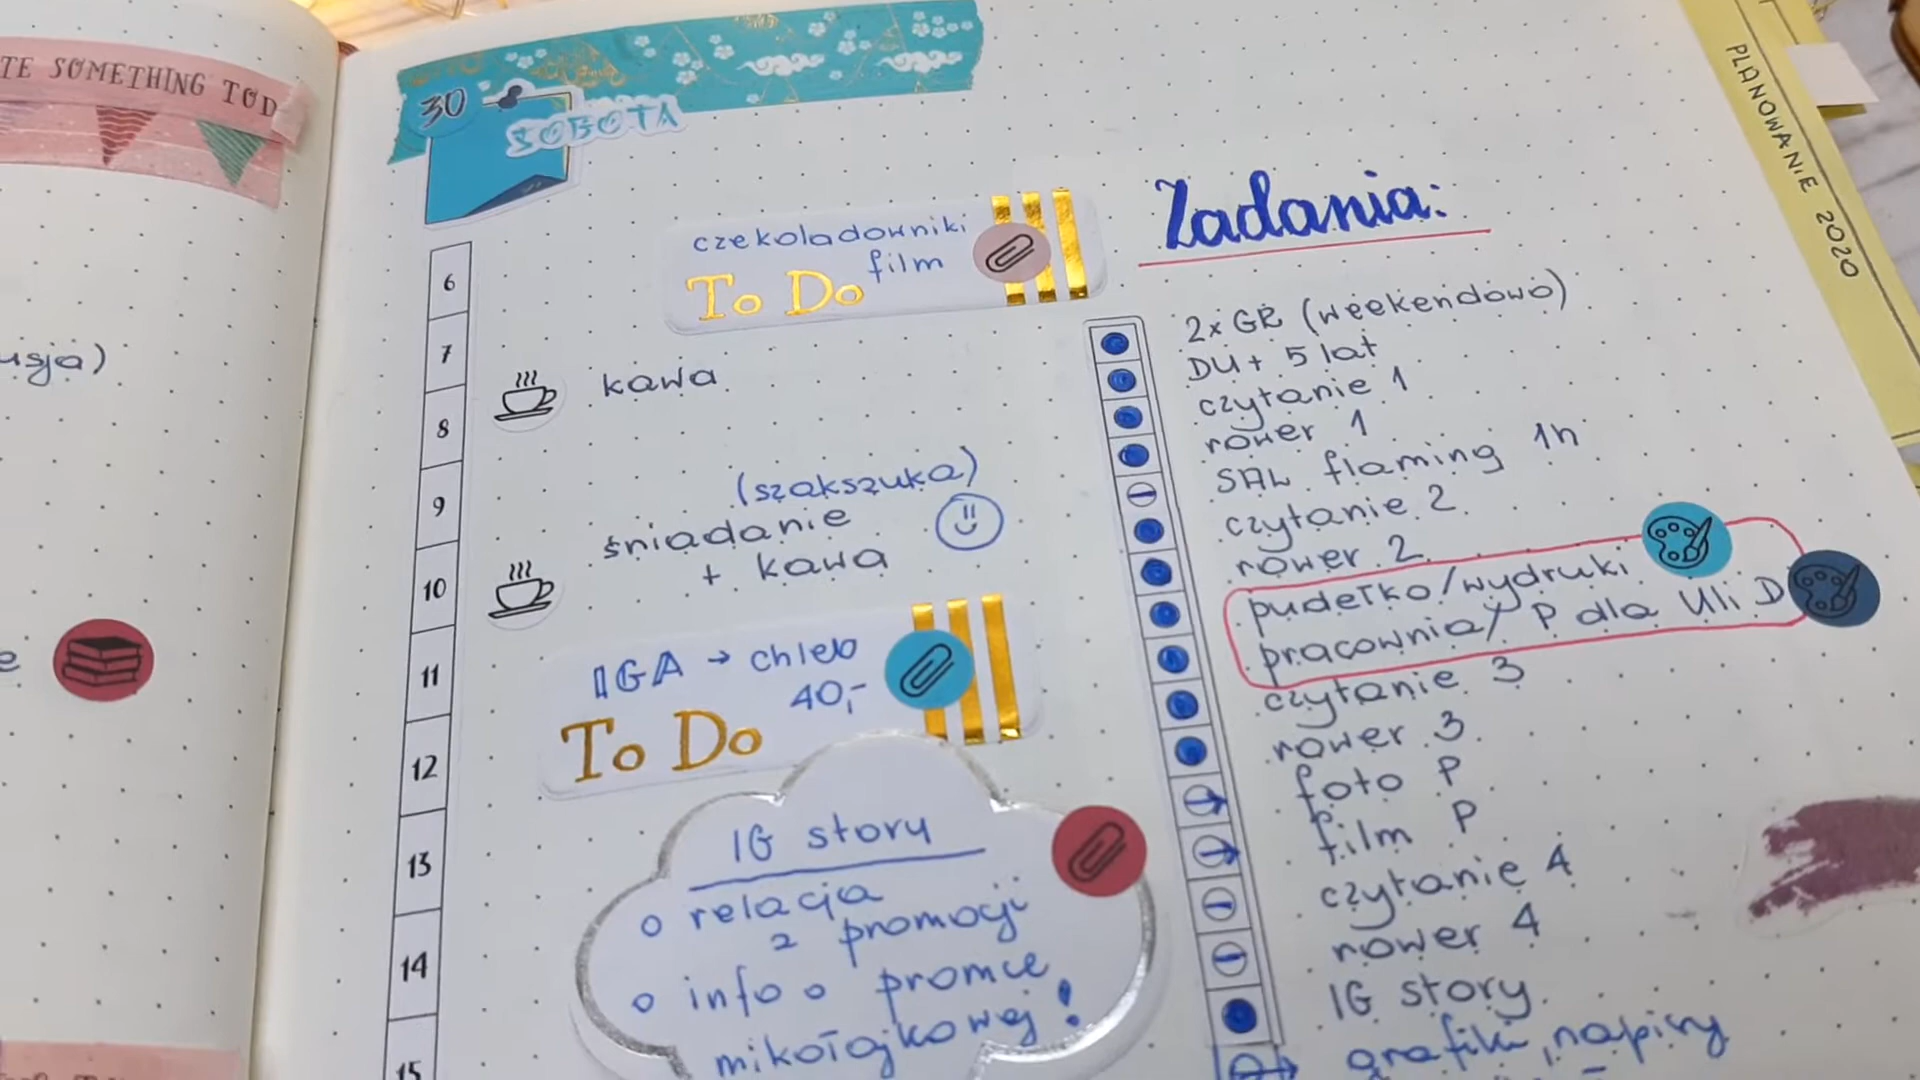 TE SOMETHING TOD
usja)
e
30
SOBOTA
czekoladowniki
film
To Do
6
7
8
9
10
11
12
13
14
15
kawa
(szakszuka)
śniadanie
+ kawa
IGA → chleb
40,-
To Do
IG story
o relacja
z promocji
o info o promce
mikołajkowej!
Zadania:
2x GR (weekendowo)
DU + 5 lat
czytanie 1
rower 1
SAL flaming 1h
czytanie 2
rower 2
pudełko/wydruki
pracownia/ P dla Uli D
czytanie 3
rower 3
foto P
film P
czytanie 4
rower 4
IG story
grafiki, napisy
PLANOWANIE 2020